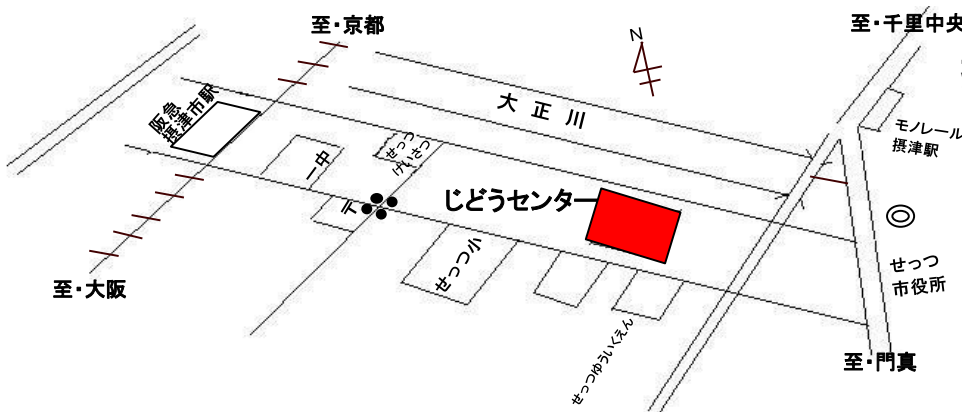 至・京都
至・千里中央
N
阪急
摂津市駅
大正川
モノレール
摂津駅
せっつ
けいさつ
一中
〒
じどうセンター
せっつ小
せっつ
市役所
至・大阪
せっつゆういくえん
至・門真